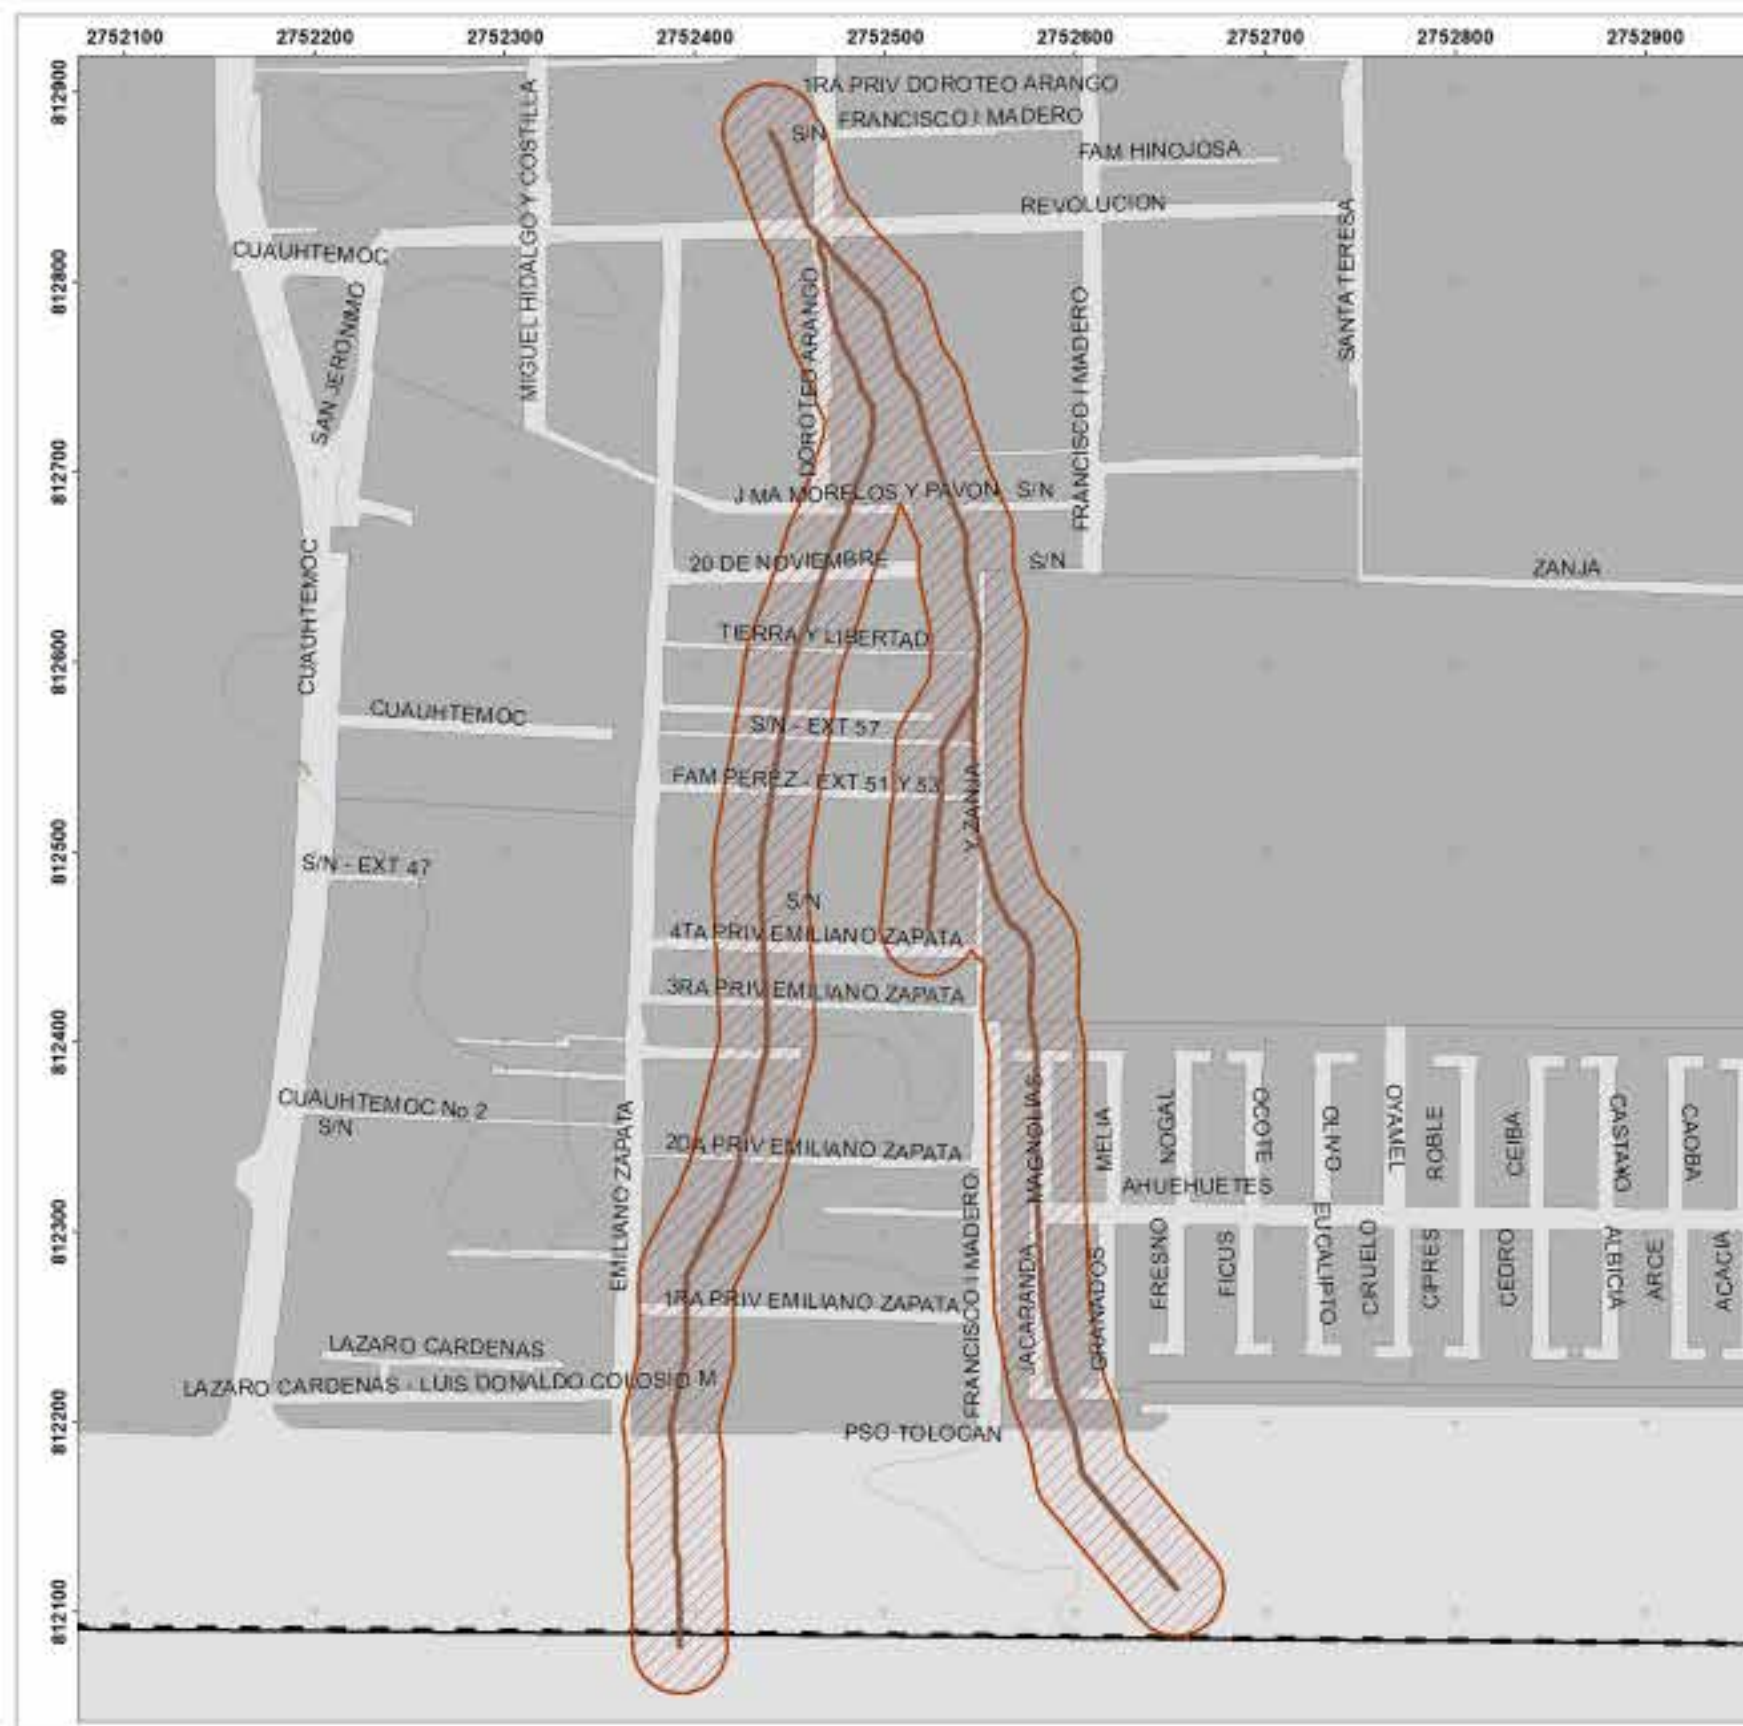 2752100 2752200 2752300 2752400 2752500 2752600 2752700 2752800 2752900
812900
812800
812700
812600
812500
812400
812300
812200
812100
1RA PRIV DOROTEO ARANGO
FRANCISCO I MADERO
S/N
FAM HINOJOSA
REVOLUCION
MIGUEL HIDALGO Y COSTILLA
CUAUHTEMOC
SAN JERONIMO
DOROTEO ARANGO
FRANCISCO I MADERO
SANTA TERESA
J MA MORELOS Y PAVON
S/N
20 DE NOVIEMBRE
S/N
ZANJA
CUAUHTEMOC
TIERRA Y LIBERTAD
CUAUHTEMOC
S/N - EXT 57
FAM PEREZ - EXT 51 Y 53
Y ZANJA
S/N - EXT 47
S/N
4TA PRIV EMILIANO ZAPATA
3RA PRIV EMILIANO ZAPATA
CUAUHTEMOC No 2
S/N
EMILIANO ZAPATA
2DA PRIV EMILIANO ZAPATA
FRANCISCO I MADERO
JACARANDA - MAGNOLIAS
MELIA
NOGAL
OCOTE
OLIVO
OYAMEL
ROBLE
CEIBA
CASTAÑO
CAOBA
AHUEHUETES
GRANADOS
FRESNO
FICUS
EUCALIPTO
CIRUELO
CIPRES
CEDRO
ALBICIA
ARCE
ACACIA
1RA PRIV EMILIANO ZAPATA
LAZARO CARDENAS
LAZARO CARDENAS - LUIS DONALDO COLOSIO M
PSO TOLOCAN